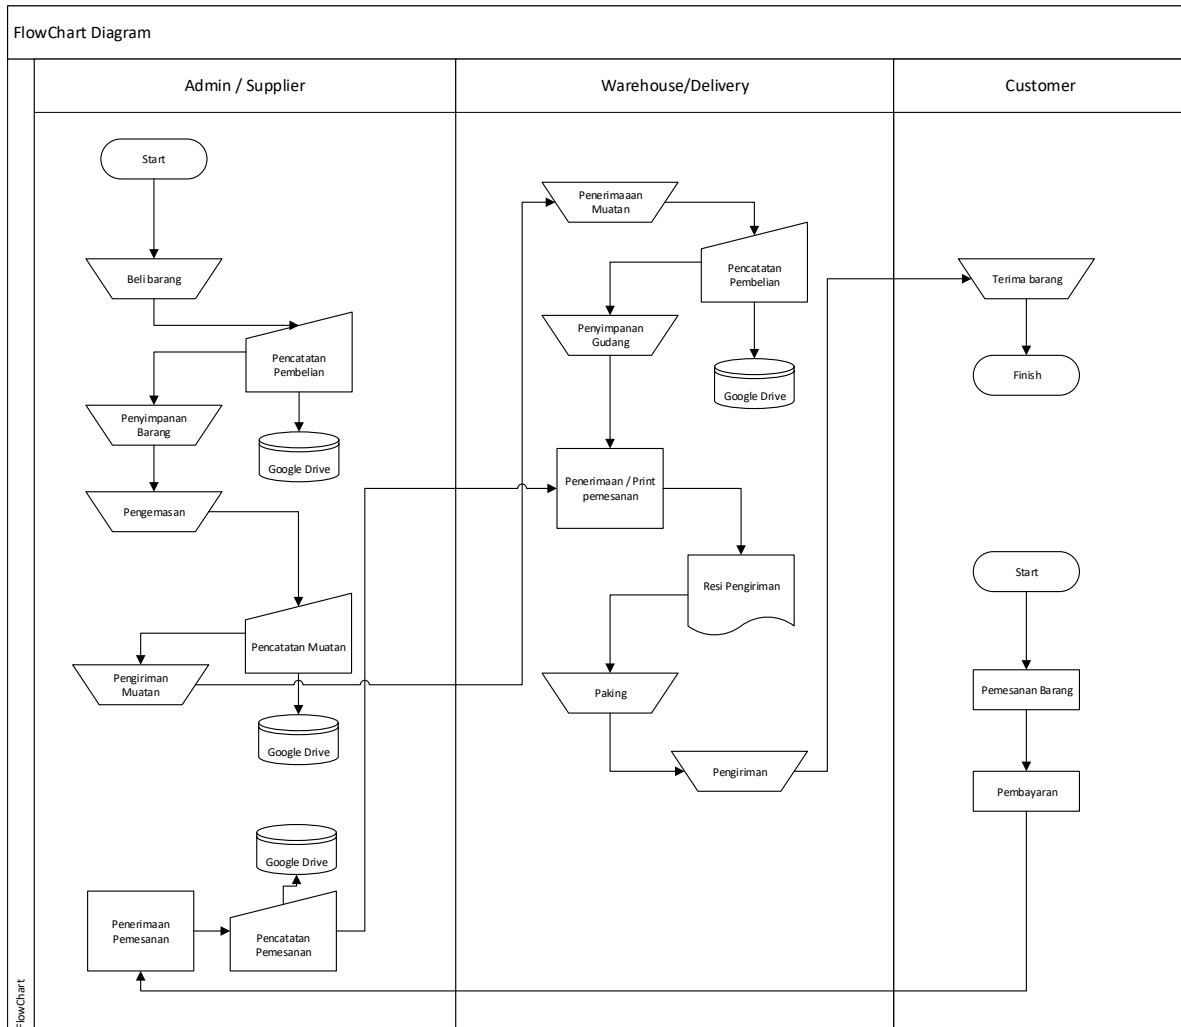 FlowChart Diagram
Admin / Supplier
Warehouse/Delivery
Customer
Start
Beli barang
Pencatatan
Pembelian
Google Drive
Penyimpanan
Barang
Pengemasan
Pencatatan Muatan
Pengiriman
Muatan
Google Drive
Google Drive
Penerimaan
Pemesanan
Pencatatan
Pemesanan
Penerimaaan
Muatan
Pencatatan
Pembelian
Penyimpanan
Gudang
Google Drive
Penerimaan / Print
pemesanan
Resi Pengiriman
Paking
Pengiriman
Terima barang
Finish
Start
Pemesanan Barang
Pembayaran
FlowChart